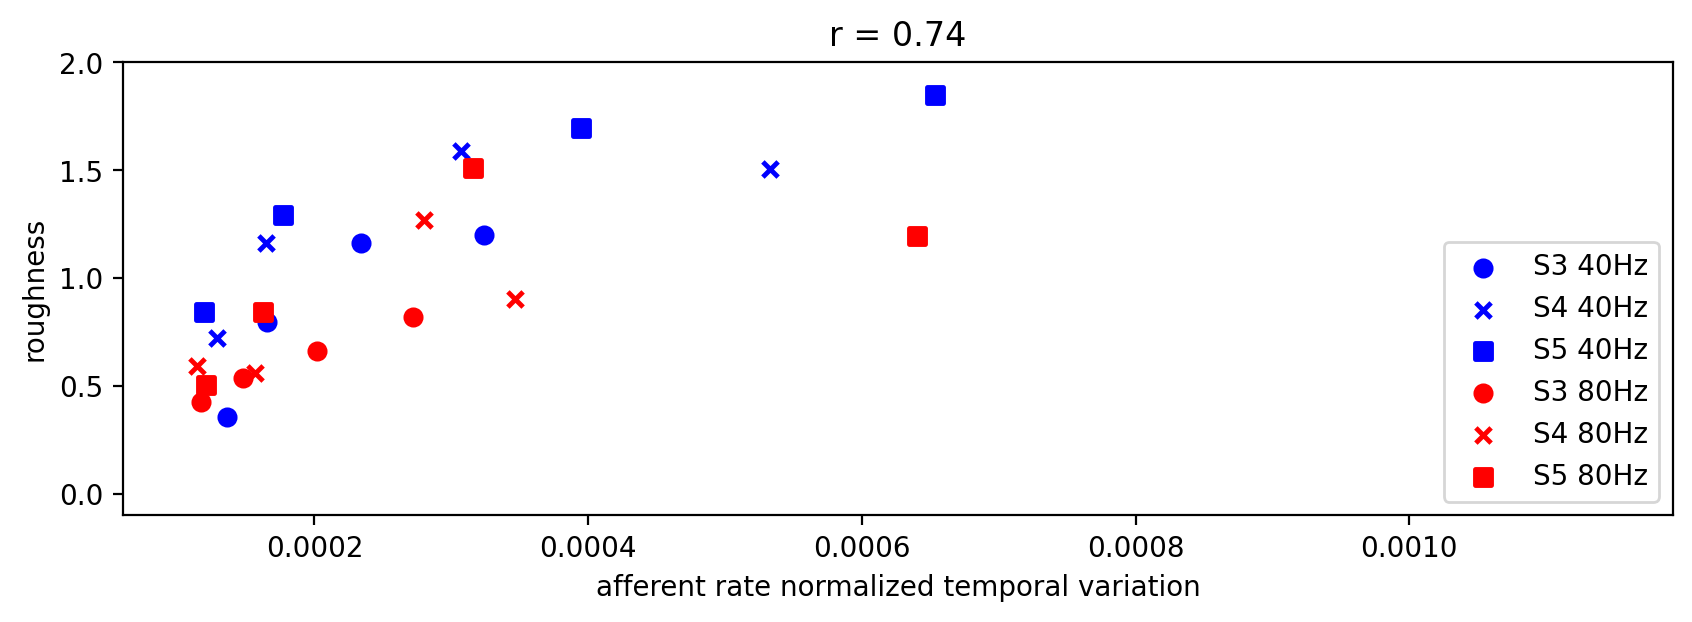 r = 0.74
2.0
1.5
1.0
0.5
0.0
roughness
0.0002 0.0004 0.0006 0.0008 0.0010
afferent rate normalized temporal variation
S3 40Hz
S4 40Hz
S5 40Hz
S3 80Hz
S4 80Hz
S5 80Hz